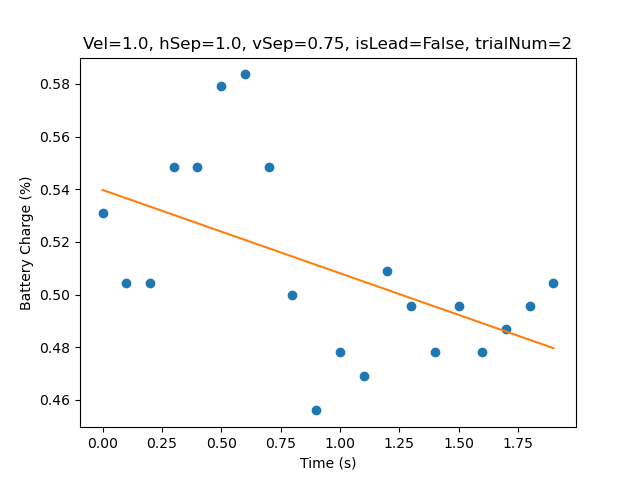 Vel=1.0, hSep=1.0, vSep=0.75, isLead=False, trialNum=2
Battery Charge (%)
0.58
0.56
0.54
0.52
0.50
0.48
0.46
0.00 0.25 0.50 0.75 1.00 1.25 1.50 1.75
Time (s)